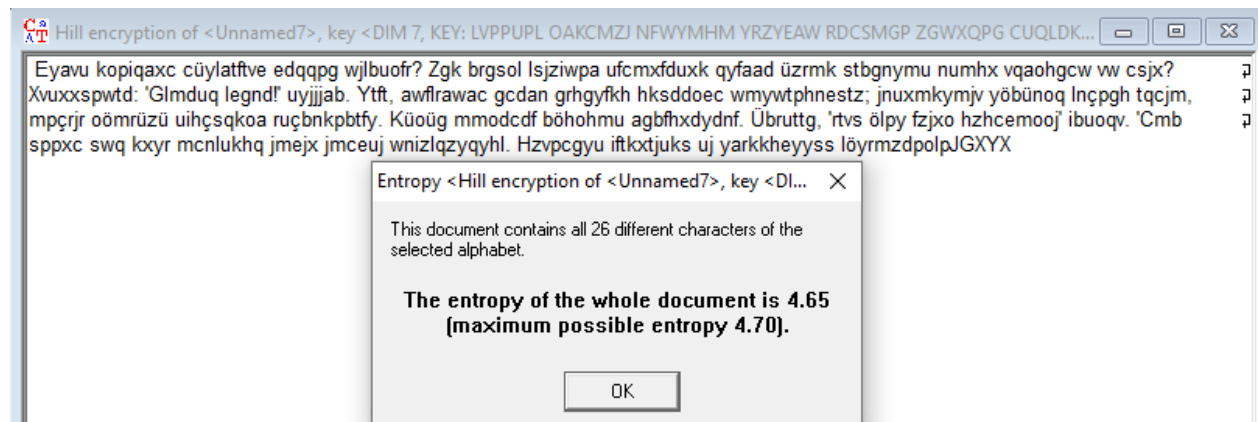 Hill encryption of <Unnamed7>, key <DIM 7, KEY: LVPPUPL OAKCMZJ NFWYMHM YRZYEAW RDCSMGP ZGWXQPG CUQLDK...
Eyavu kopiqaxc cüylatftve edqqpg wjlbuofr? Zgk brgsol lsjziwpa ufcmxfduxk qyfaad üzrmk stbgnymu numhx vqaohgcw vw csjx?
Xvuxxspwtd: 'Glmduq legnd!' uyjjjab. Ytft, awflrawac gcdan grhgyfkh hksddoec wmywtphnestz; jnuxmkymjv yöbünoq lnçpgh tqcjm,
mpçrjr oömrüzü uihçsqkoa ruçbnkpbtfy. Küoüg mmodcdf böhohmu agbfhxdydnf. Übruttg, 'rtvs ölpy fzjxo hzhcemooj' ibuoqv. 'Cmb
sppxc swq kxyr mcnlukhq jmejx jmceuj wnizlqzyqyhl. Hzvpcgyu iftkxtjuks uj yarkkheyyss löyrmzdpolpJGXYX
Entropy <Hill encryption of <Unnamed7>, key <DI...
This document contains all 26 different characters of the
selected alphabet.
The entropy of the whole document is 4.65
(maximum possible entropy 4.70).
OK